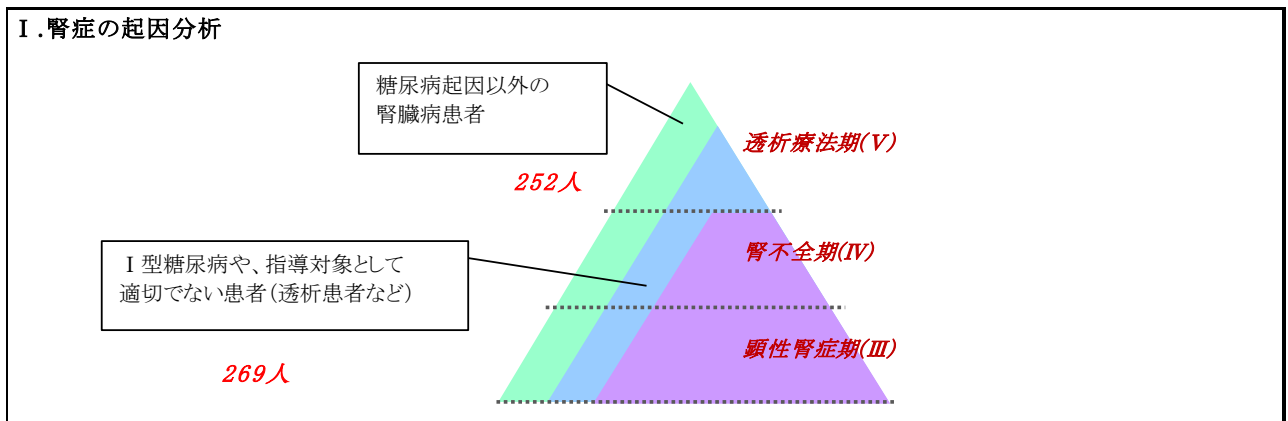 Ⅰ.腎症の起因分析
糖尿病起因以外の
腎臓病患者
透析療法期(Ⅴ)
252人
腎不全期(Ⅳ)
Ⅰ型糖尿病や、指導対象として
適切でない患者(透析患者など)
顕性腎症期(Ⅲ)
269人